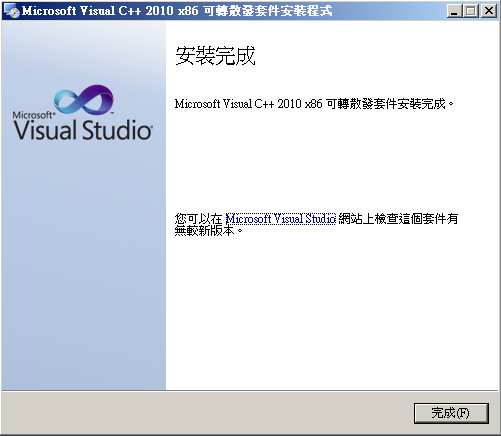 Microsoft Visual C++ 2010 x86 可轉散發套件安裝程式
安裝完成
Microsoft Visual C++ 2010 x86 可轉散發套件安裝完成。
Microsoft®
Visual Studio®
您可以在 Microsoft Visual Studio 網站上檢查這個套件有
無較新版本。
完成(F)